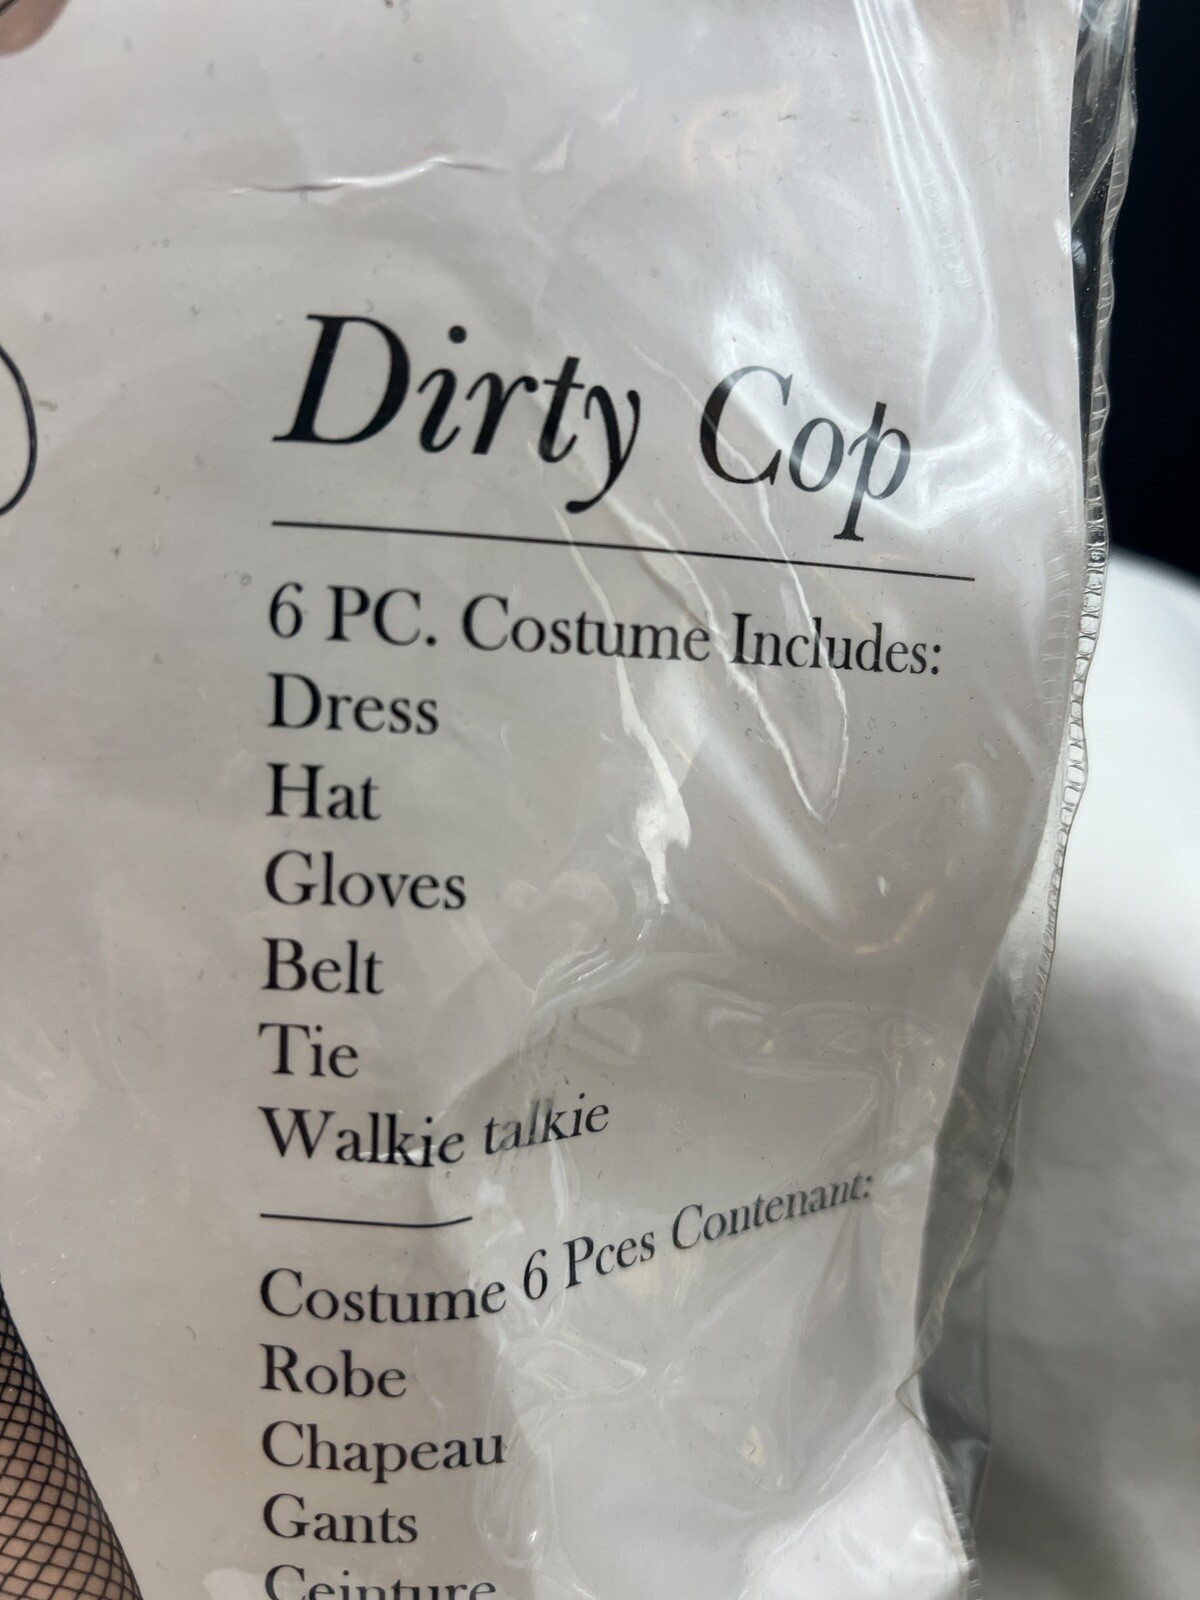 Dirty Cop
6 PC. Costume Includes:
Dress
Hat
Gloves
Belt
Tie
Walkie talkie
Costume 6 Pces Contenant:
Robe
Chapeau
Gants
Ceinture